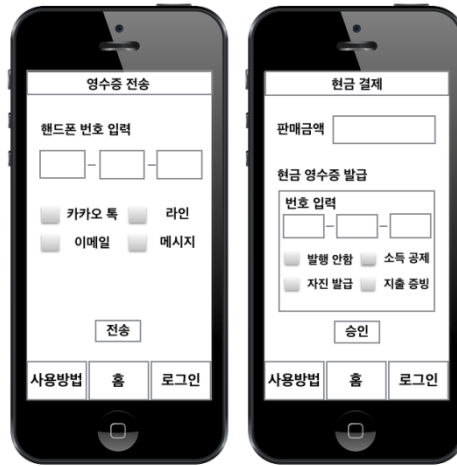 영수증 전송
핸드폰 번호 입력
카카오 톡
라인
이메일
메시지
전송
사용방법
홈
로그인
현금 결제
판매금액
현금 영수증 발급
번호 입력
발행 안함
소득 공제
자진 발급
지출 증빙
승인
사용방법
홈
로그인